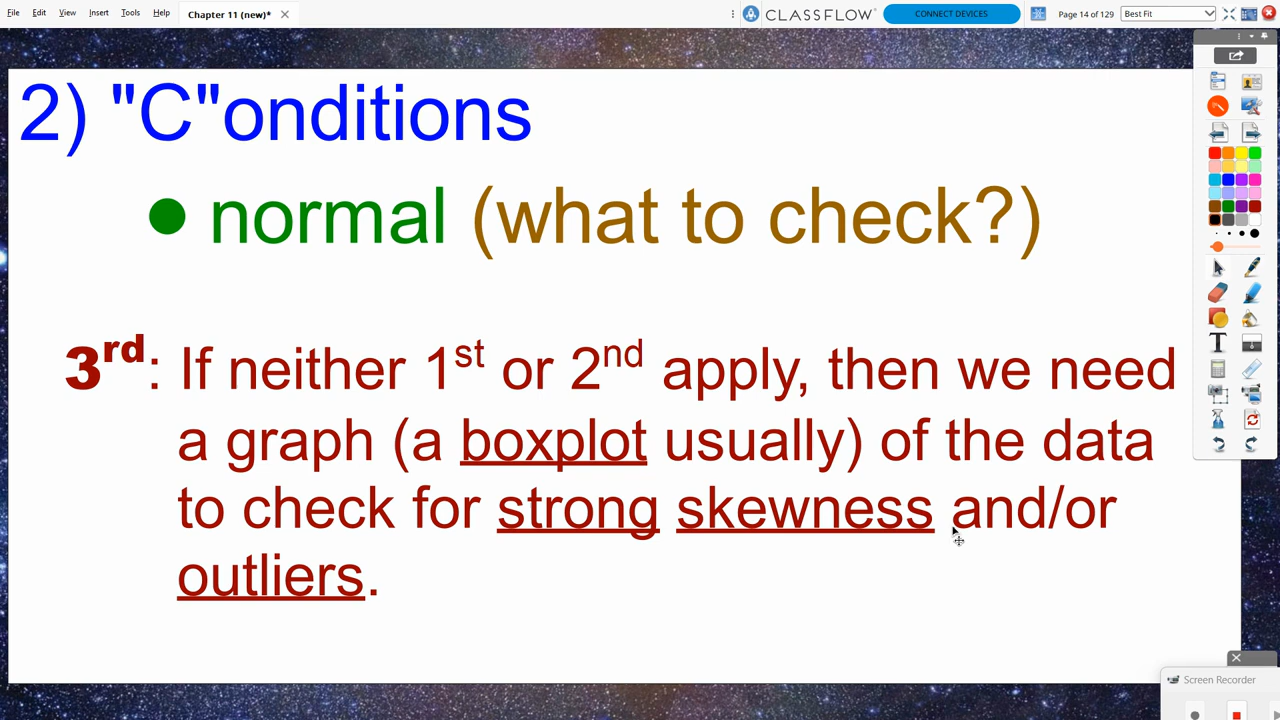 File Edit View Insert Help Chapter 11 (new)* CLASSFLOW CONNECT DEVICES Page 14 of 129 Best Fit
2) "C"onditions
● normal (what to check?)
3rd: If neither 1st or 2nd apply, then we need
a graph (a boxplot usually) of the data
to check for strong skewness and/or
outliers.
Screen Recorder